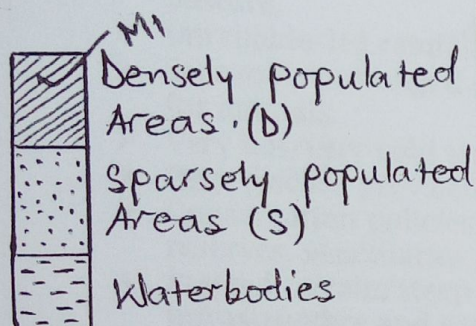 M1
Densely populated
Areas. (D)
Sparsely populated
Areas (S)
Waterbodies